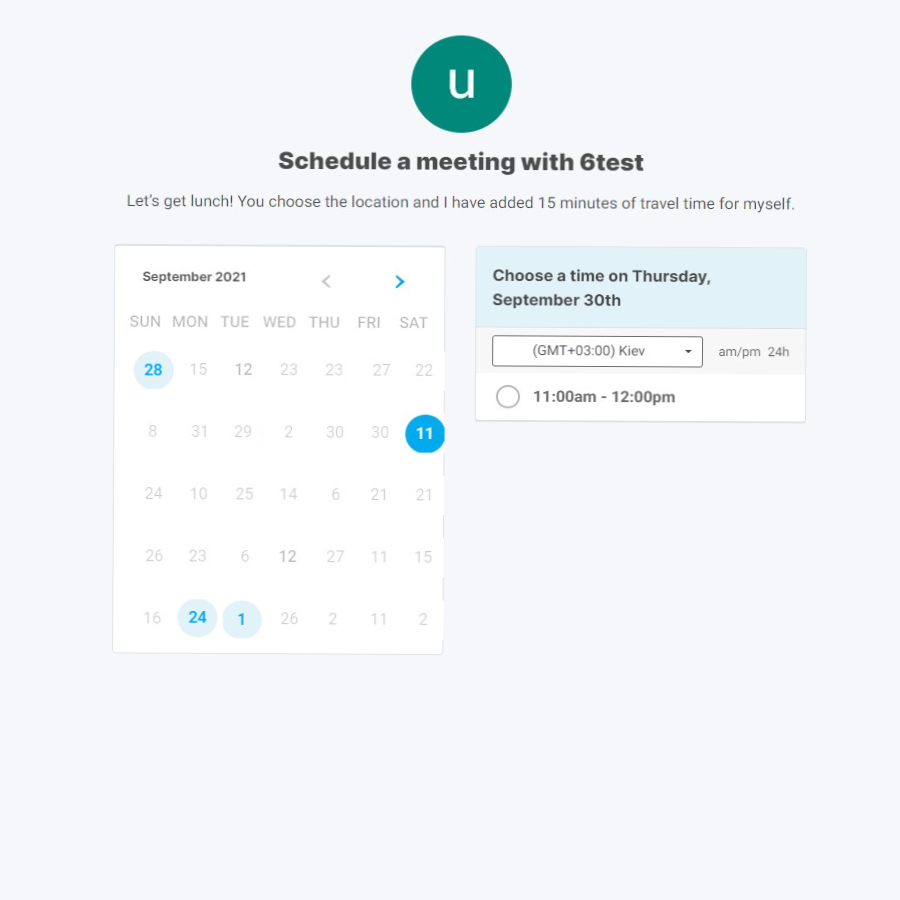 u
Schedule a meeting with 6test
Let's get lunch! You choose the location and I have added 15 minutes of travel time for myself.
September 2021
SUN MON TUE WED THU FRI SAT
28 15 12 23 23 27 22
8 31 29 2 30 30 11
24 10 25 14 6 21 21
26 23 6 12 27 11 15
16 24 1 26 2 11 2
Choose a time on Thursday,
September 30th
(GMT+03:00) Kiev am/pm 24h
11:00am - 12:00pm